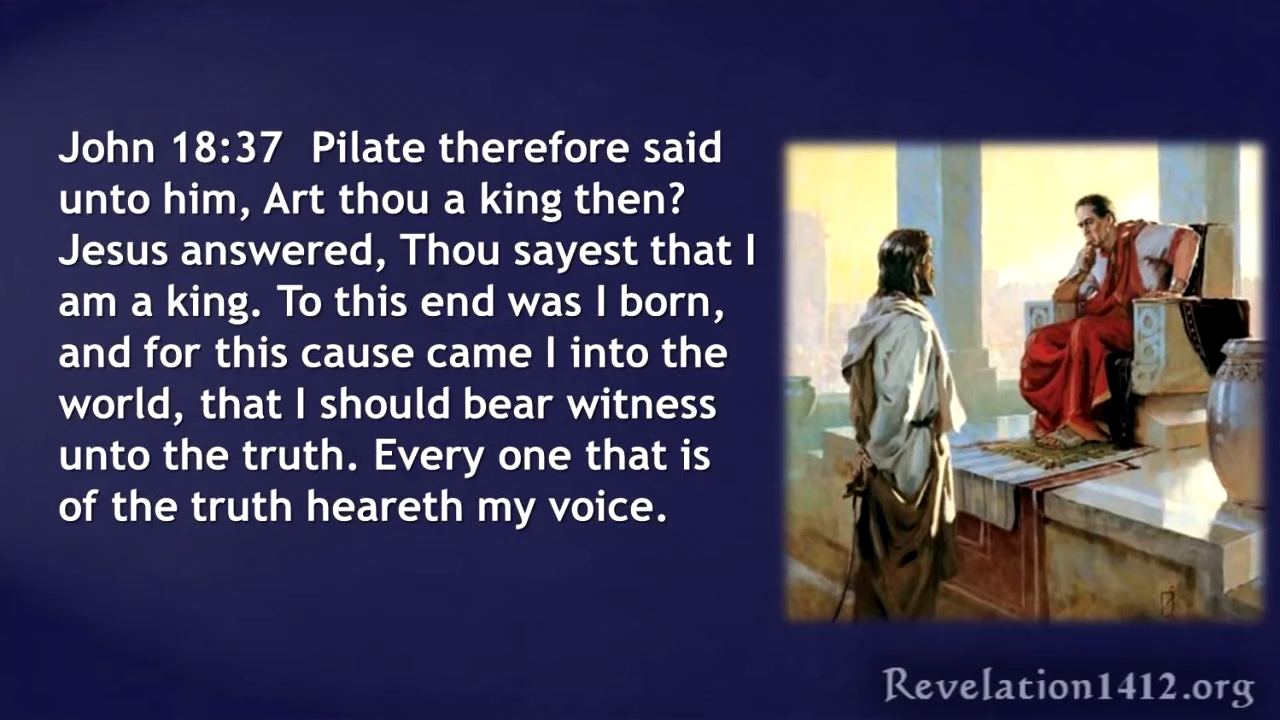 John 18:37  Pilate therefore said
unto him, Art thou a king then?
Jesus answered, Thou sayest that I
am a king. To this end was I born,
and for this cause came I into the
world, that I should bear witness
unto the truth. Every one that is
of the truth heareth my voice.
Revelation1412.org